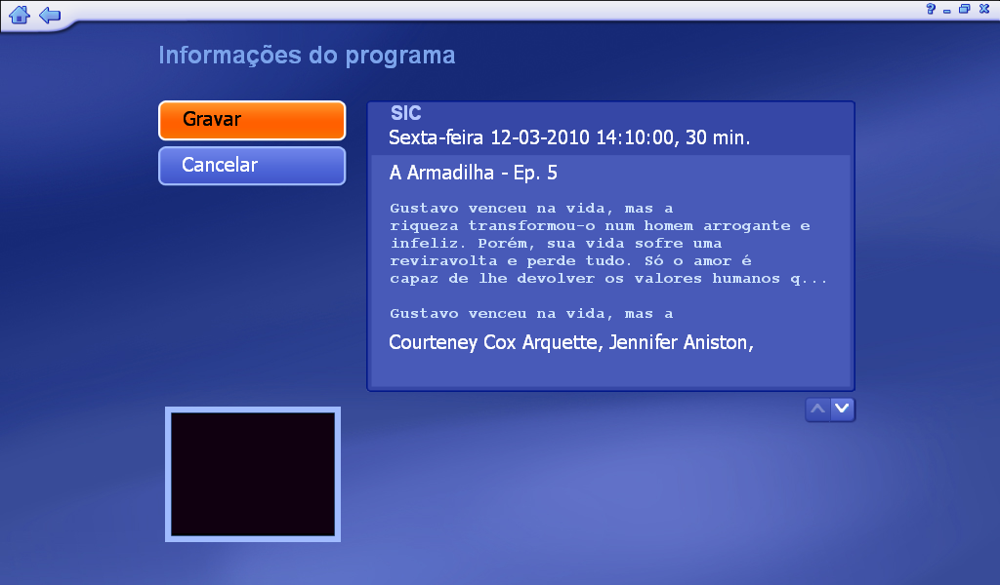 ?
Informações do programa
Gravar
Cancelar
SIC
Sexta-feira 12-03-2010 14:10:00, 30 min.
A Armadilha - Ep. 5
Gustavo venceu na vida, mas a
riqueza transformou-o num homem arrogante e
infeliz. Porém, sua vida sofre uma
reviravolta e perde tudo. Só o amor é
capaz de lhe devolver os valores humanos q...
Gustavo venceu na vida, mas a
Courteney Cox Arquette, Jennifer Aniston,